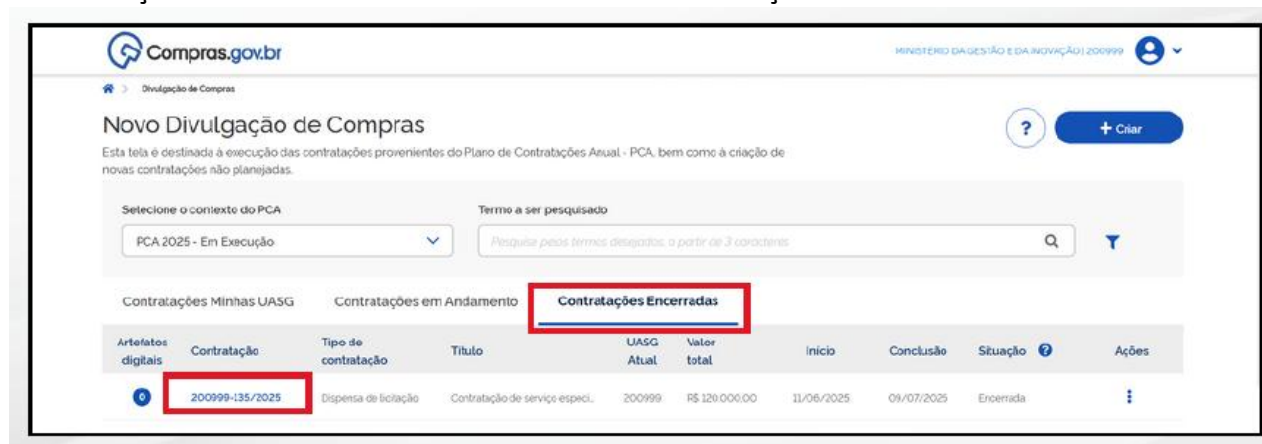 Compras.gov.br
MINISTÉRIO DA GESTÃO E DA INOVAÇÃO | 200999
Divulgação de Compras
Novo Divulgação de Compras
? + Criar
Esta tela é destinada à execução das contratações provenientes do Plano de Contratações Anual - PCA, bem como à criação de
novas contratações não planejadas.
Selecione o contexto do PCA Termo a ser pesquisado
PCA 2025 - Em Execução Pesquise pelos termos desejados, a partir de 3 caracteres
Contratações Minhas UASG Contratações em Andamento Contratações Encerradas
Artefatos digitais Contratação Tipo de contratação Título UASG Atual Valor total Início Conclusão Situação ? Ações
0 200999-135/2025 Dispensa de licitação Contratação de serviço especi... 200999 R$ 120.000,00 11/06/2025 09/07/2025 Encerrada